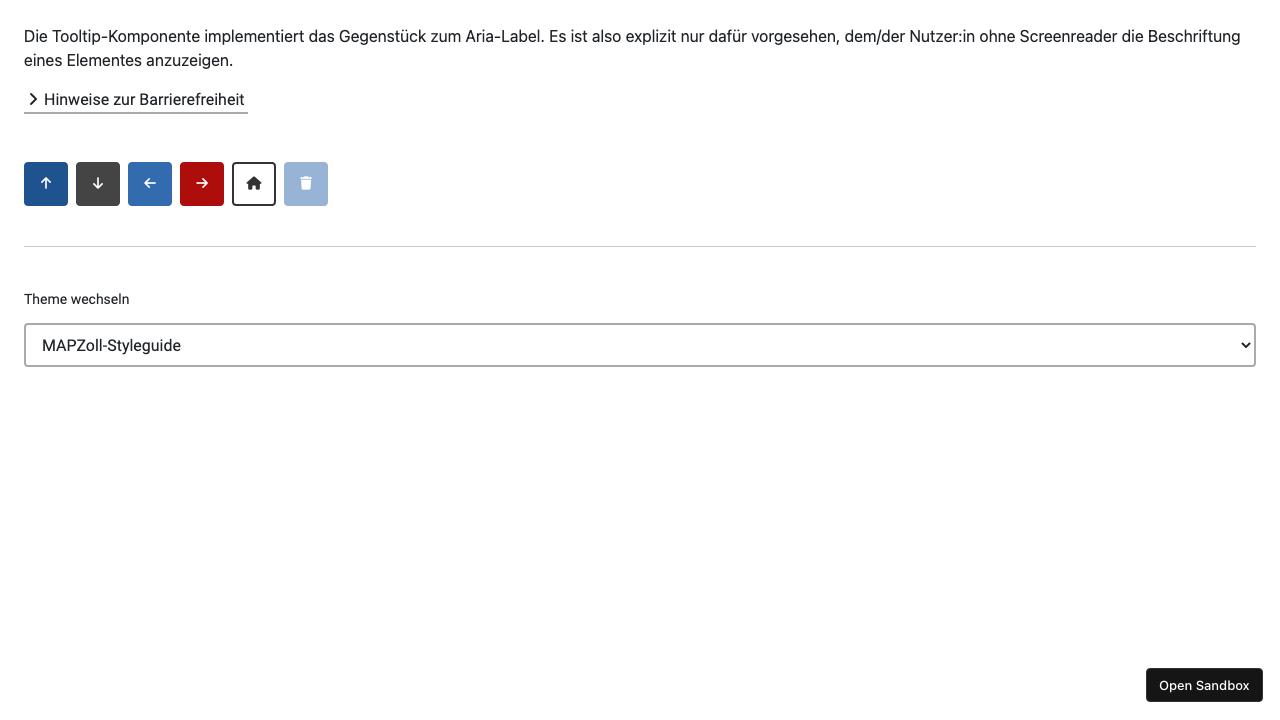 Die Tooltip-Komponente implementiert das Gegenstück zum Aria-Label. Es ist also explizit nur dafür vorgesehen, dem/der Nutzer:in ohne Screenreader die Beschriftung
eines Elementes anzuzeigen.
Hinweise zur Barrierefreiheit
Theme wechseln
MAPZoll-Styleguide
Open Sandbox